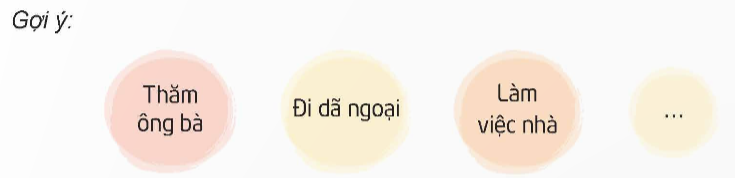 Gợi ý:
Thăm
ông bà
Đi dã ngoại
Làm
việc nhà
...